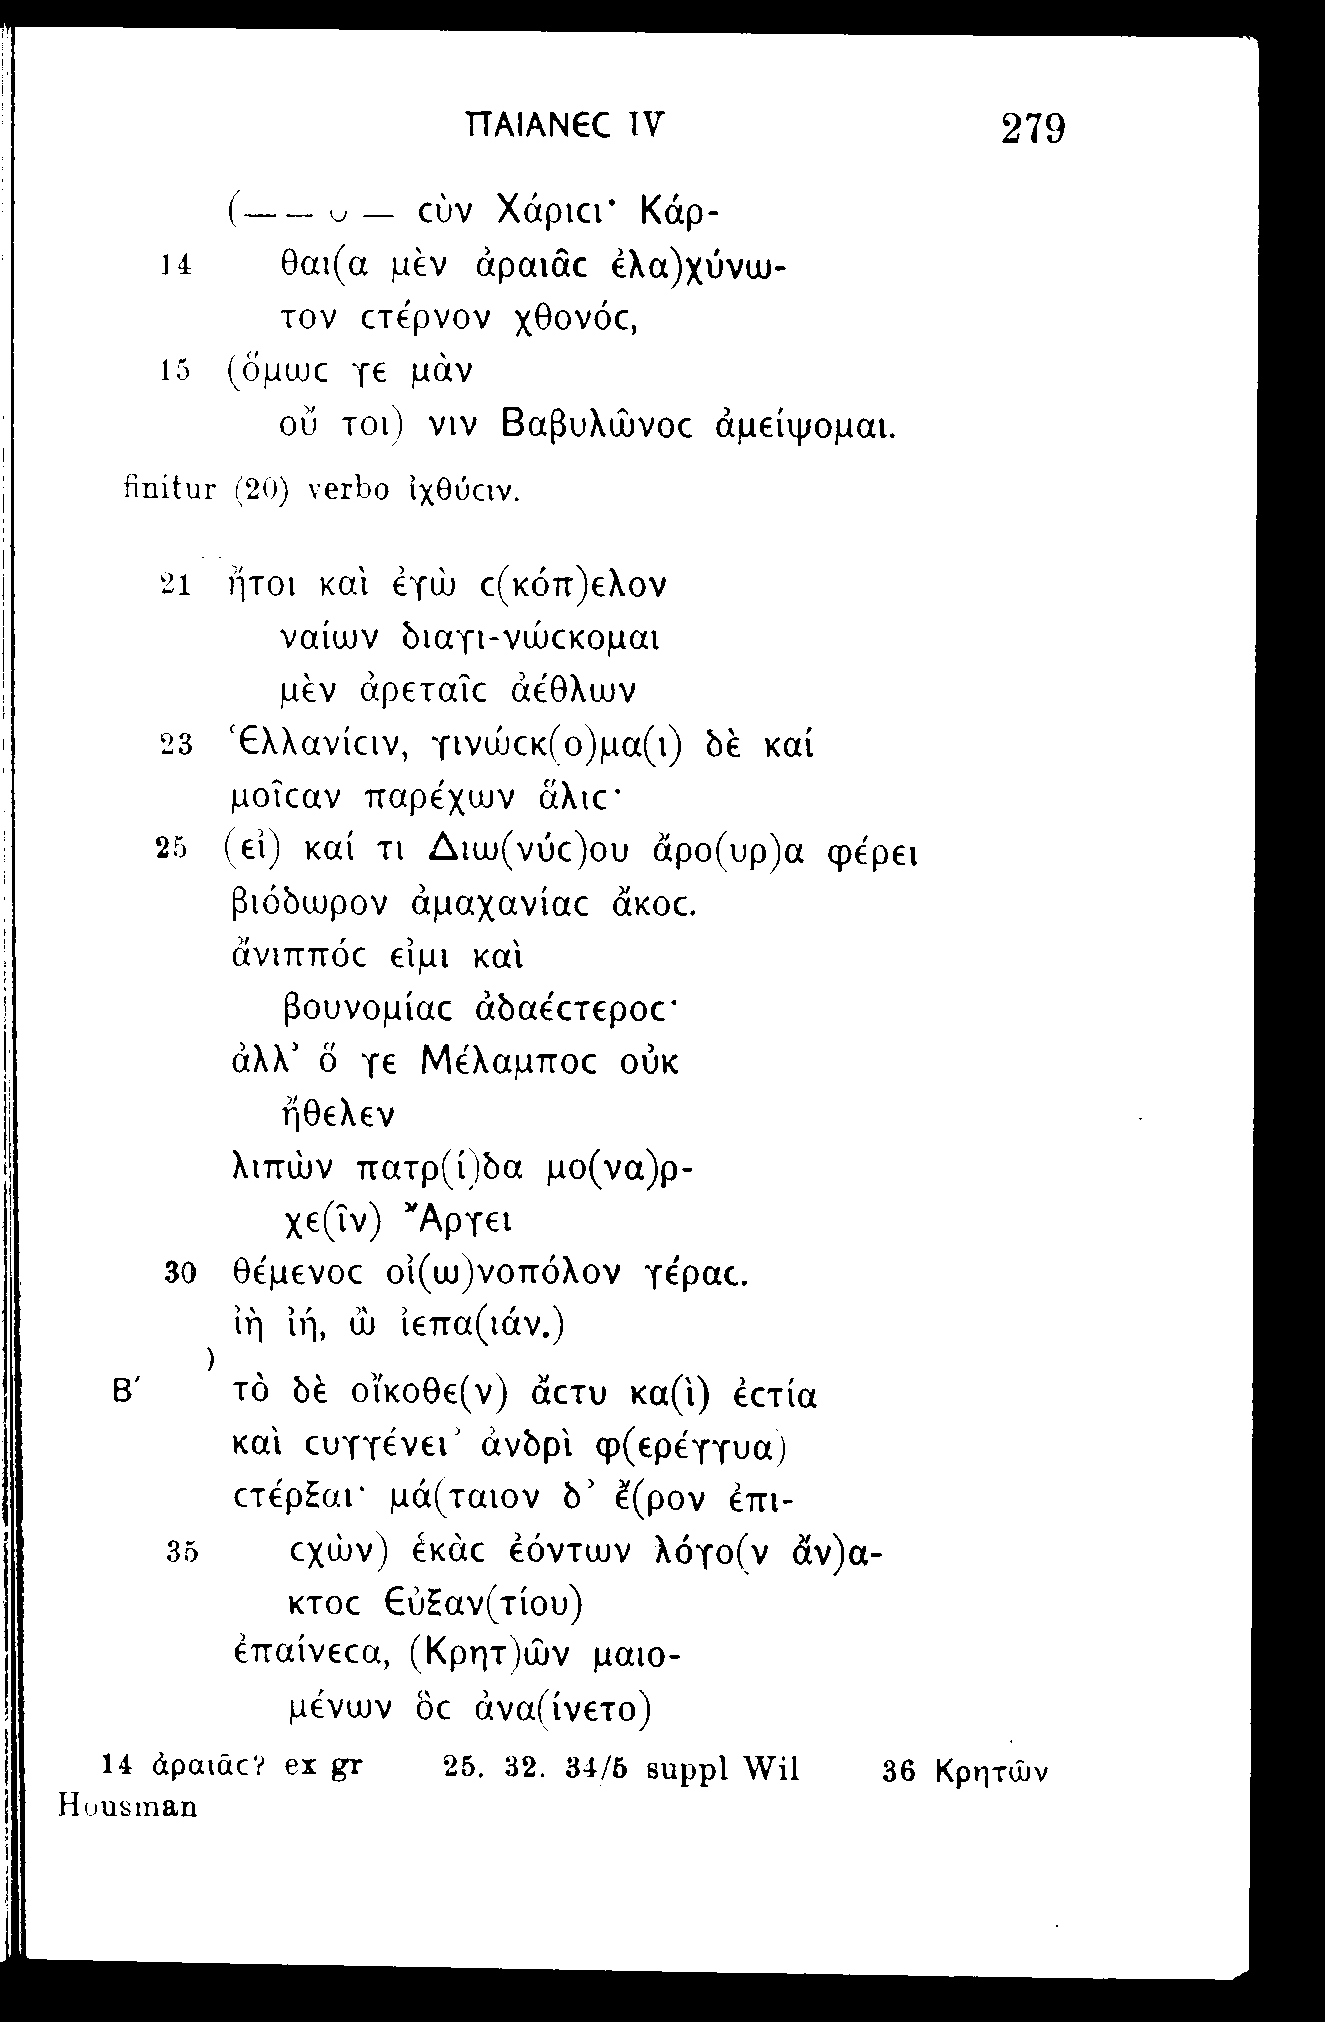 ΠΑΙΑΝΕϹ IV 279
(— — ᴗ — ϲὺν Χάριϲι· Κάρ-
14 θαι(α μὲν ἀραιᾶϲ ἐλα)χύνω-
τον ϲτέρνον χθονόϲ,
15 (ὅμωϲ γε μὰν
οὔ τοι) νιν Βαβυλῶνοϲ ἀμείψομαι.
finitur (20) verbo ἰχθύϲιν.
21 ἤτοι καὶ ἐγὼ ϲ(κόπ)ελον
ναίων διαγι-νώϲκομαι
μὲν ἀρεταῖϲ ἀέθλων
23 Ἑλλανίϲιν, γινώϲκ(ο)μα(ι) δὲ καί
μοῖϲαν παρέχων ἅλιϲ·
25 (εἰ) καί τι Διω(νύϲ)ου ἄρο(υρ)α φέρει
βιόδωρον ἀμαχανίαϲ ἄκοϲ.
ἄνιππόϲ εἰμι καὶ
βουνομίαϲ ἀδαέϲτεροϲ·
ἀλλ’ ὅ γε Μέλαμποϲ οὐκ
ἤθελεν
λιπὼν πατρ(ί)δα μο(να)ρ-
χε(ῖν) Ἄργει
30 θέμενοϲ οἰ(ω)νοπόλον γέραϲ.
ἰὴ ἰή, ὢ ἰεπα(ιάν.)
)
Β′ τὸ δὲ οἴκοθε(ν) ἄϲτυ κα(ὶ) ἑϲτία
καὶ ϲυγγένει’ ἀνδρὶ φ(ερέγγυα)
ϲτέρξαι· μά(ταιον δ’ ἔ(ρον ἐπι-
35 ϲχὼν) ἑκὰϲ ἐόντων λόγο(ν ἄν)α-
κτοϲ Εὐξαν(τίου)
ἐπαίνεϲα, (Κρητ)ῶν μαιο-
μένων ὃϲ ἀνα(ίνετο)
14 ἀραιᾶϲ? ex gr 25. 32. 34/5 suppl Wil 36 Κρητῶν
Housman